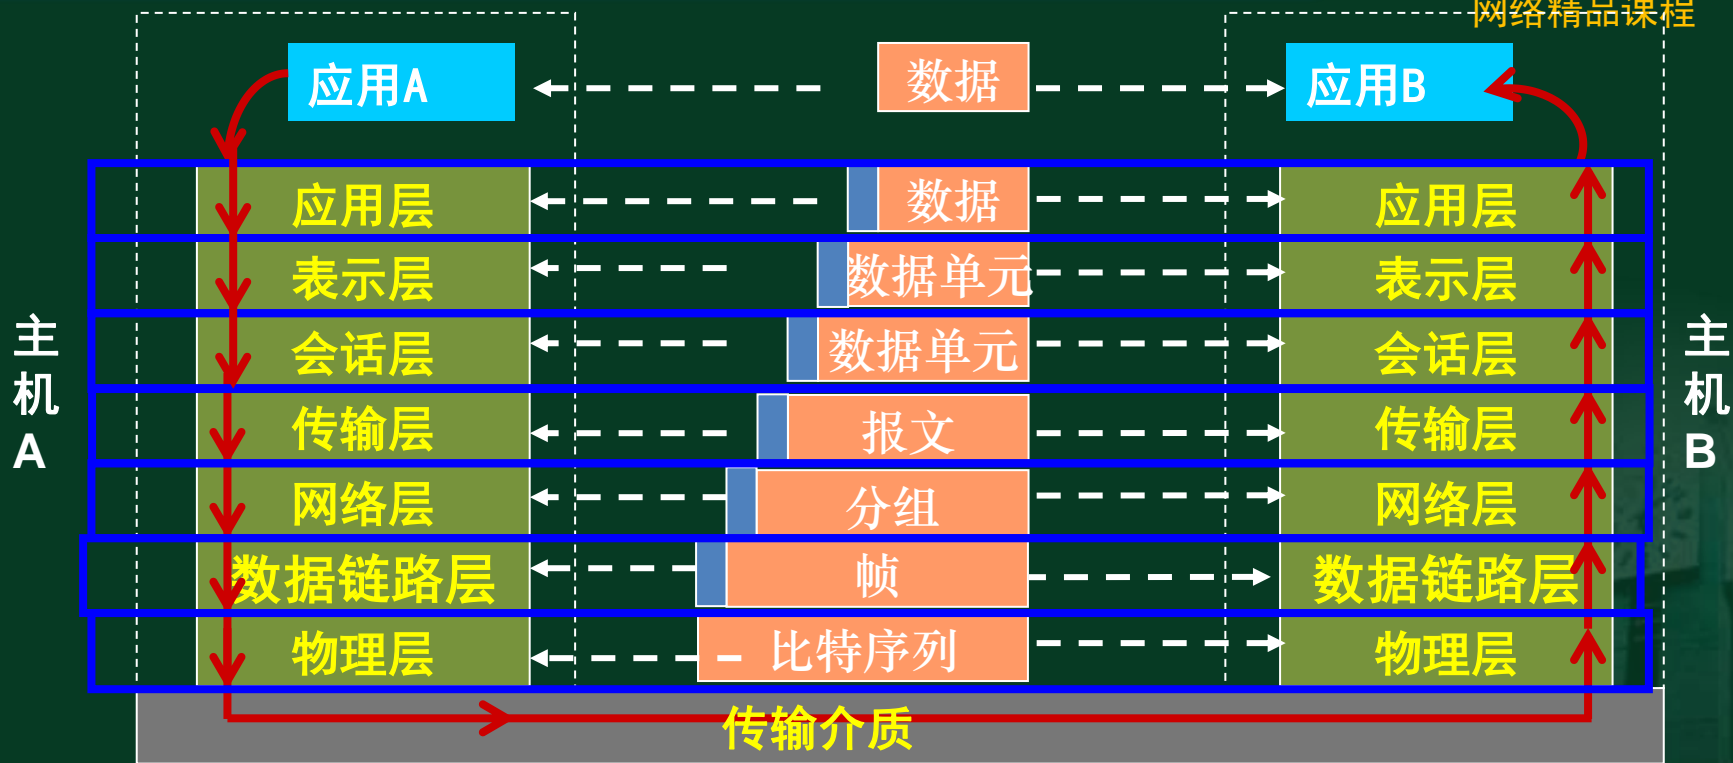 网络精品课程
应用A
数据
应用B
应用层
数据
应用层
表示层
数据单元
表示层
会话层
数据单元
会话层
主机A
主机B
传输层
报文
传输层
网络层
分组
网络层
数据链路层
帧
数据链路层
物理层
比特序列
物理层
传输介质